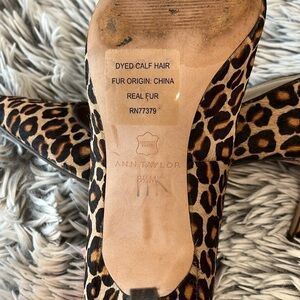 DYED CALF HAIR
FUR ORIGIN: CHINA
REAL FUR
RN77379
ANN TAYLOR